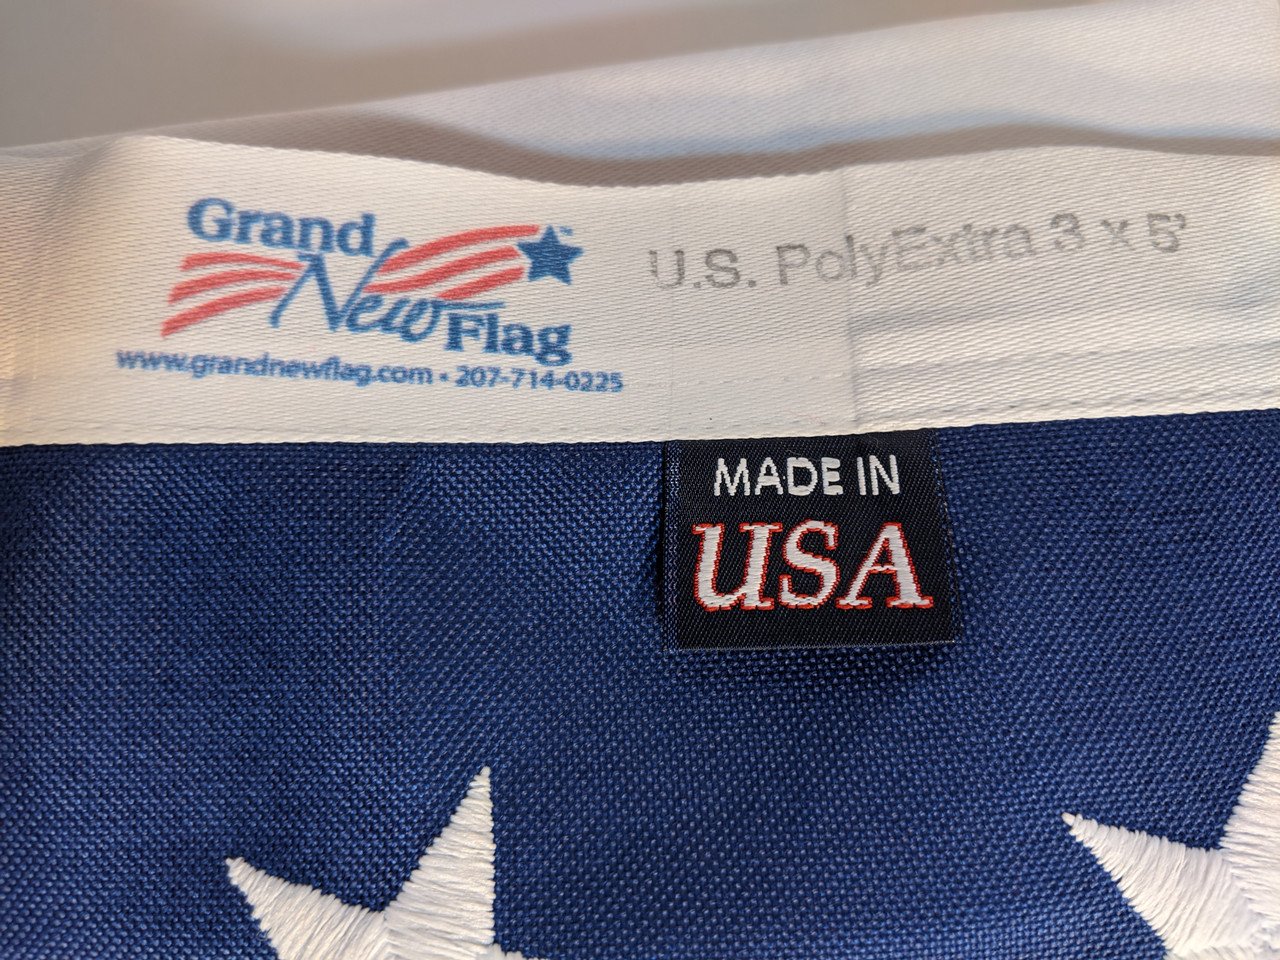 Grand
New Flag
www.grandnewflag.com • 207-714-0225
U.S. PolyExtra 3 x 5'
MADE IN
USA